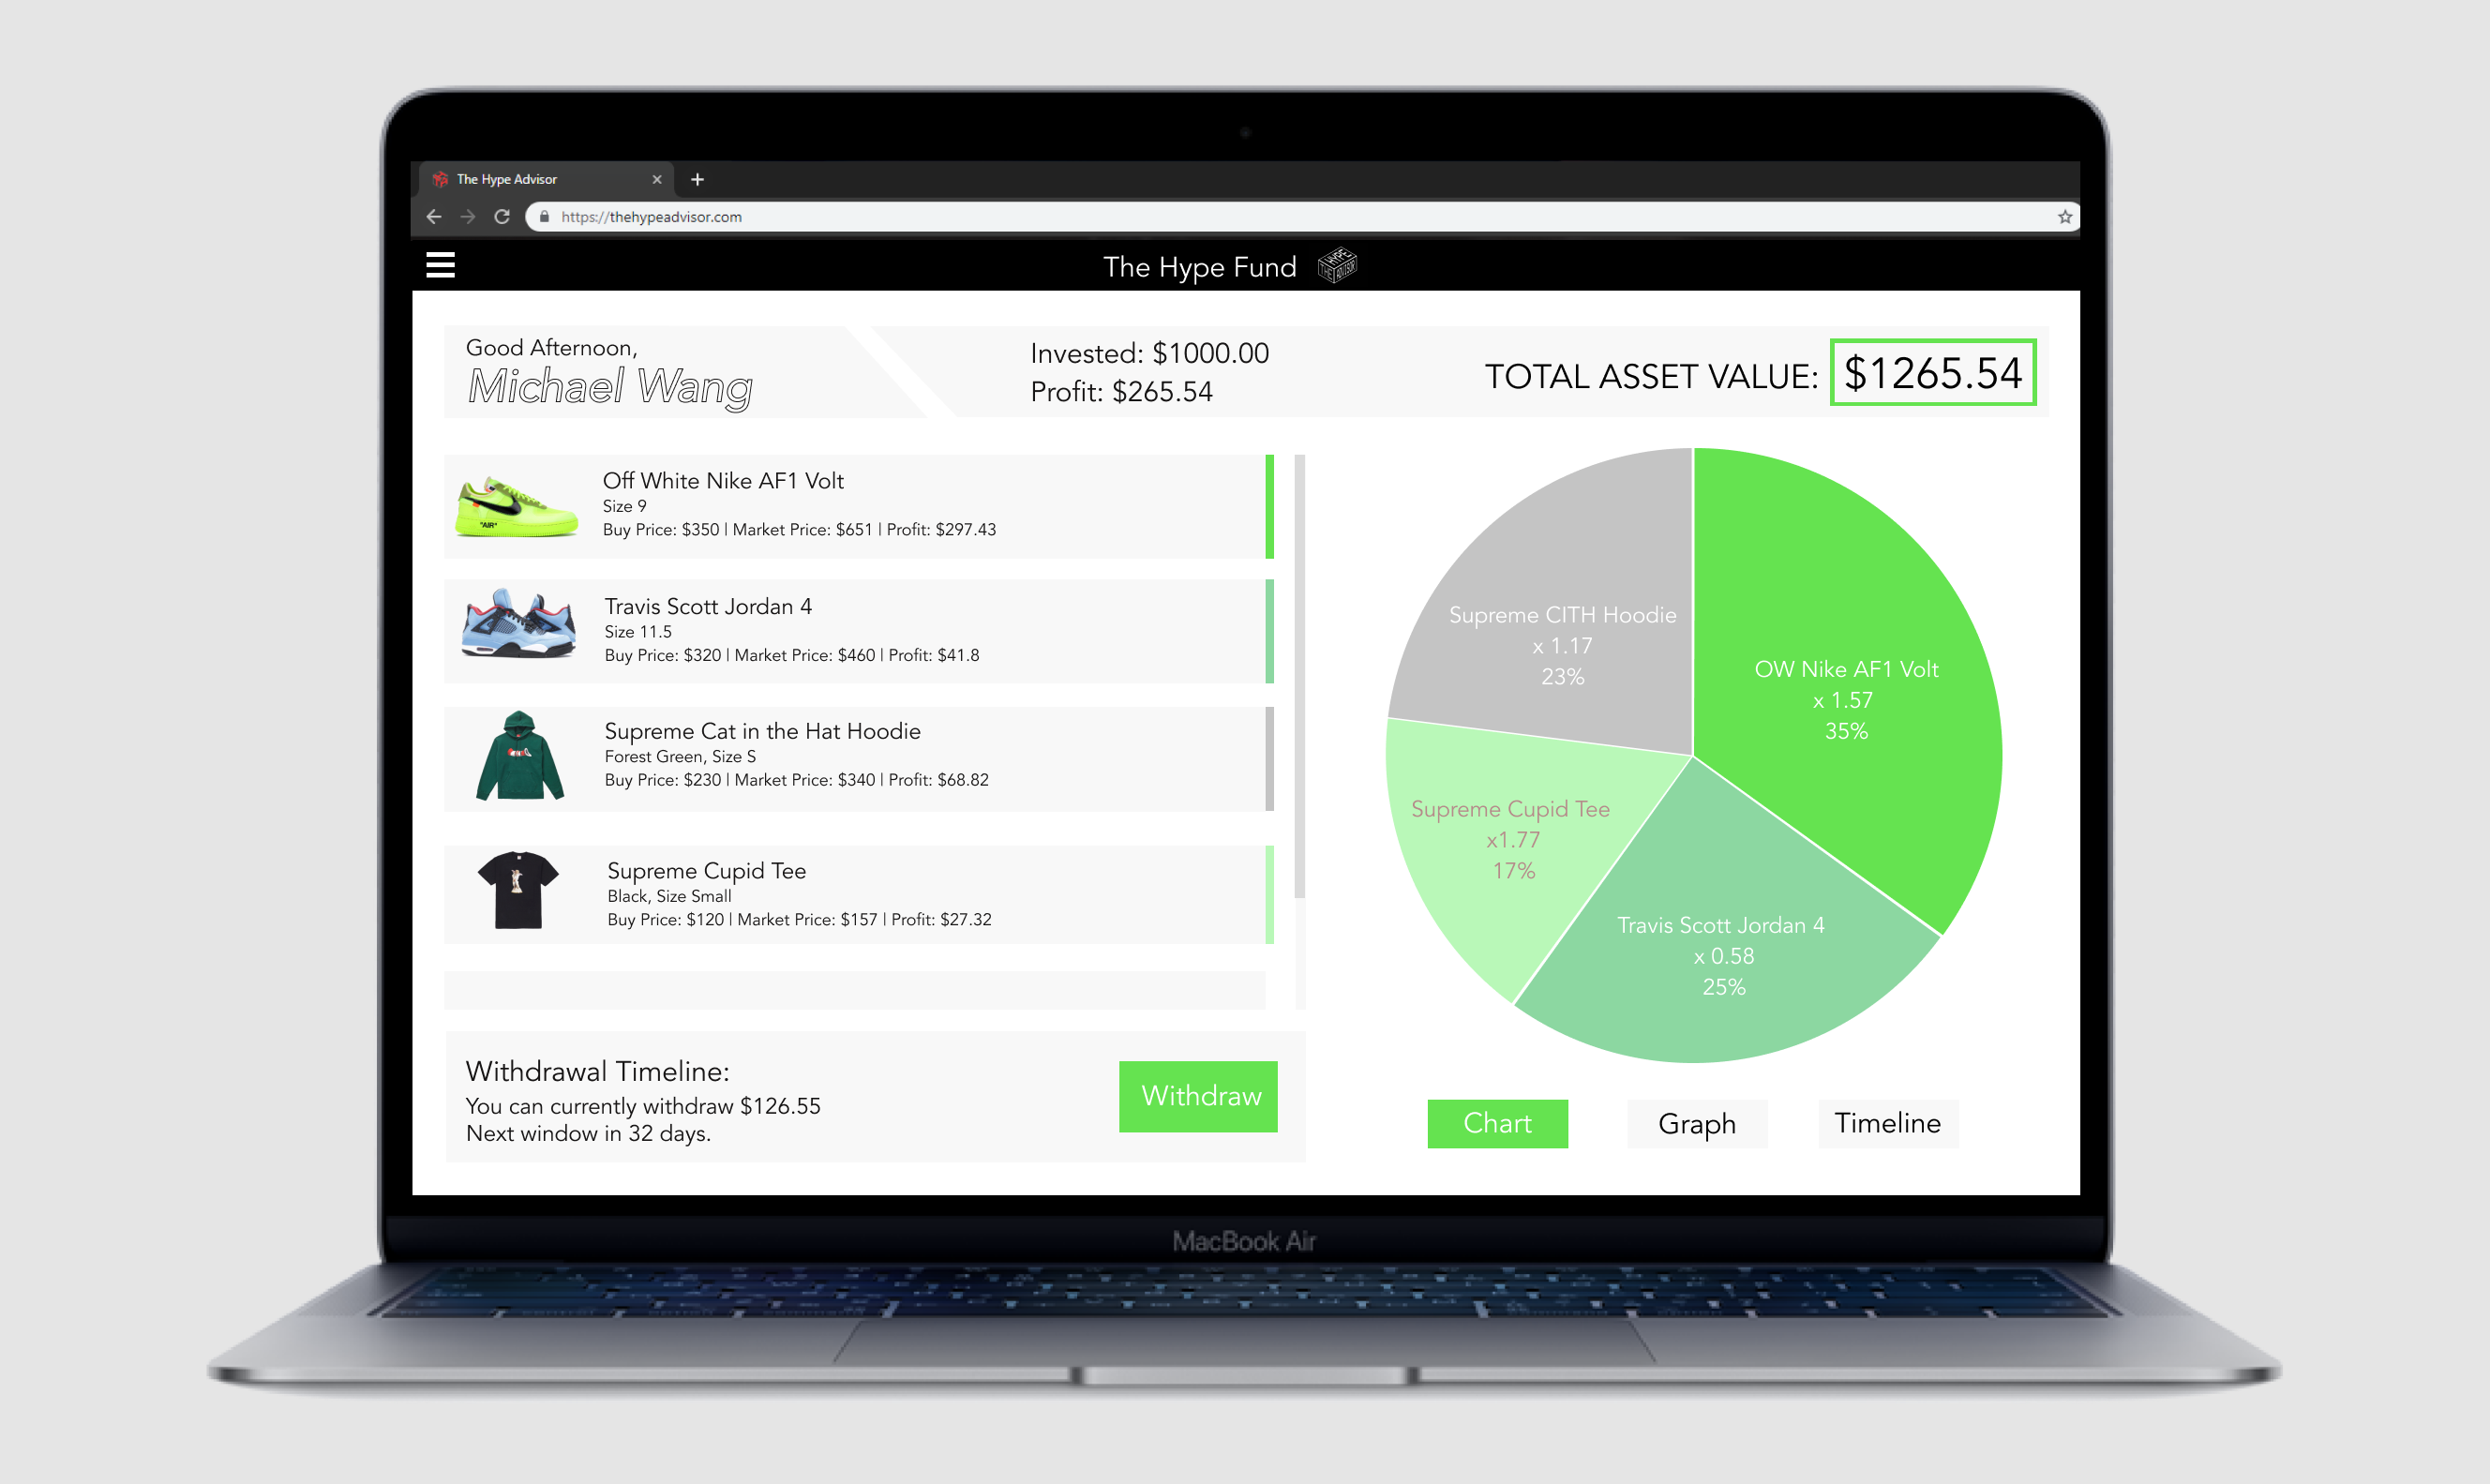 The Hype Advisor
https://thehypeadvisor.com
The Hype Fund
THE HYPE ADVISOR
Good Afternoon,
Michael Wang
Invested: $1000.00
Profit: $265.54
TOTAL ASSET VALUE: $1265.54
"AIR"
Off White Nike AF1 Volt
Size 9
Buy Price: $350 | Market Price: $651 | Profit: $297.43
Travis Scott Jordan 4
Size 11.5
Buy Price: $320 | Market Price: $460 | Profit: $41.8
Supreme Cat in the Hat Hoodie
Forest Green, Size S
Buy Price: $230 | Market Price: $340 | Profit: $68.82
Supreme Cupid Tee
Black, Size Small
Buy Price: $120 | Market Price: $157 | Profit: $27.32
Withdrawal Timeline:
You can currently withdraw $126.55
Next window in 32 days.
Withdraw
Supreme CITH Hoodie
x 1.17
23%
OW Nike AF1 Volt
x 1.57
35%
Supreme Cupid Tee
x1.77
17%
Travis Scott Jordan 4
x 0.58
25%
Chart
Graph
Timeline
MacBook Air